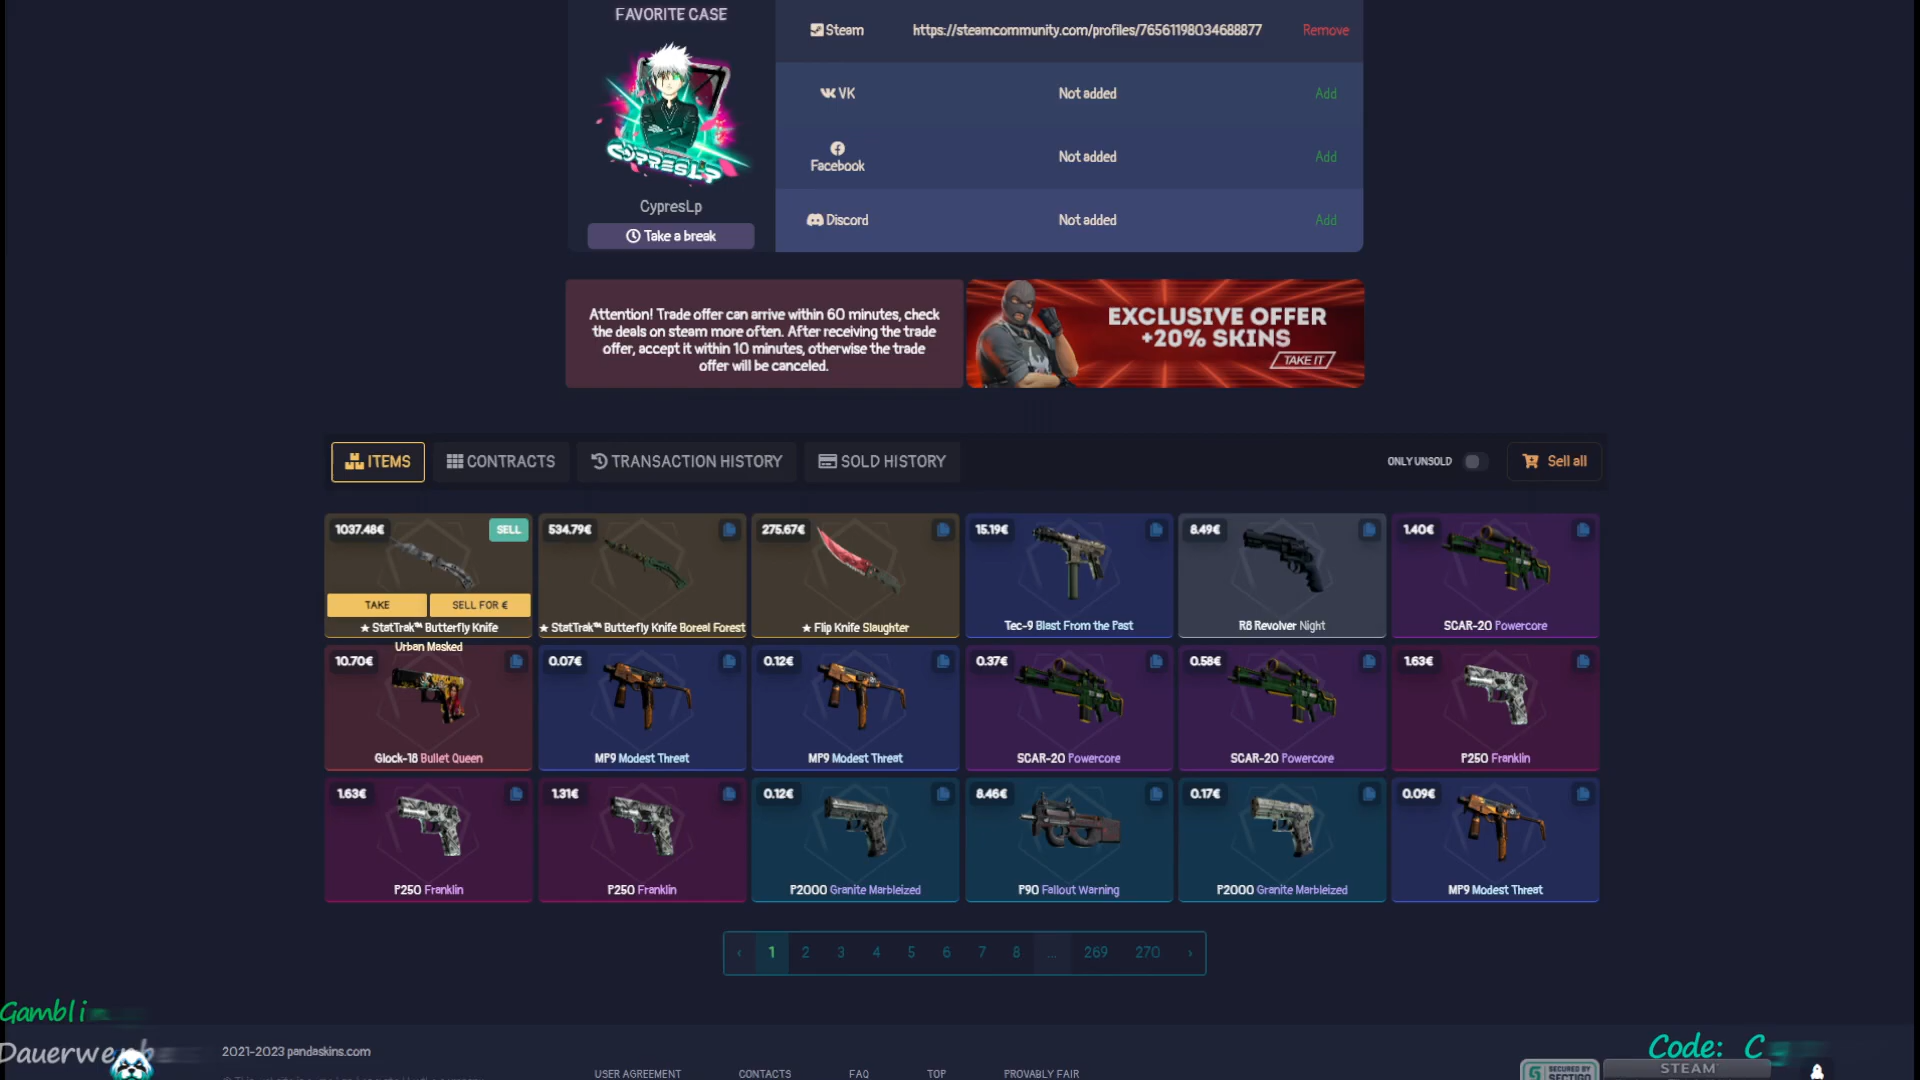 FAVORITE CASE
COPRESLP
CypresLp
Take a break
Steam https://steamcommunity.com/profiles/76561198034688877 Remove
VK Not added Add
Facebook Not added Add
Discord Not added Add
Attention! Trade offer can arrive within 60 minutes, check
the deals on steam more often. After receiving the trade
offer, accept it within 10 minutes, otherwise the trade
offer will be canceled.
EXCLUSIVE OFFER
+20% SKINS
TAKE IT
ITEMS CONTRACTS TRANSACTION HISTORY SOLD HISTORY ONLY UNSOLD Sell all
1037.48€ SELL 534.79€ 275.67€ 15.19€ 8.49€ 1.40€
TAKE SELL FOR €
★ StatTrak™ Butterfly Knife ★ StatTrak™ Butterfly Knife Boreal Forest ★ Flip Knife Slaughter Tec-9 Blast From the Past R8 Revolver Night SCAR-20 Powercore
Urban Masked
10.70€ 0.07€ 0.12€ 0.37€ 0.58€ 1.63€
Glock-18 Bullet Queen MP9 Modest Threat MP9 Modest Threat SCAR-20 Powercore SCAR-20 Powercore P250 Franklin
1.63€ 1.31€ 0.12€ 8.46€ 0.17€ 0.09€
P250 Franklin P250 Franklin P2000 Granite Marbleized P90 Fallout Warning P2000 Granite Marbleized MP9 Modest Threat
‹ 1 2 3 4 5 6 7 8 ... 269 270 ›
Gambli
Dauerwerb
2021-2023 pandaskins.com
Code: C
USER AGREEMENT CONTACTS FAQ TOP PROVABLY FAIR
SECURED BY
SECTIGO
STEAM